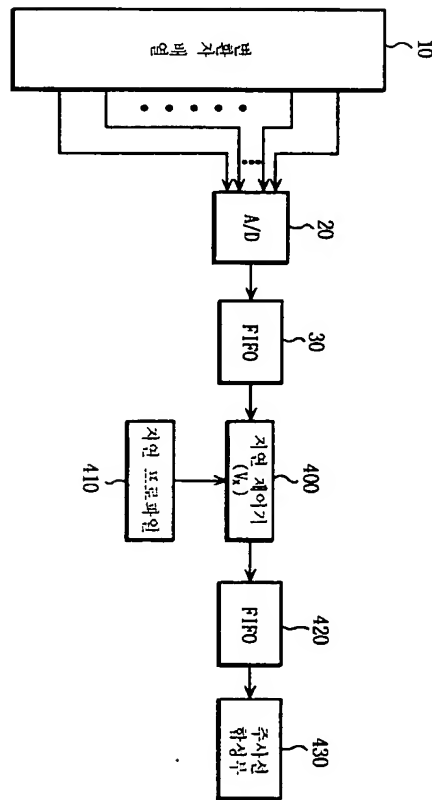 10
변환자 배열
20
A/D
30
FIFO
400
지연 제어기
(Vx)
410
지연 프로파일
420
FIFO
430
주사선
합성부